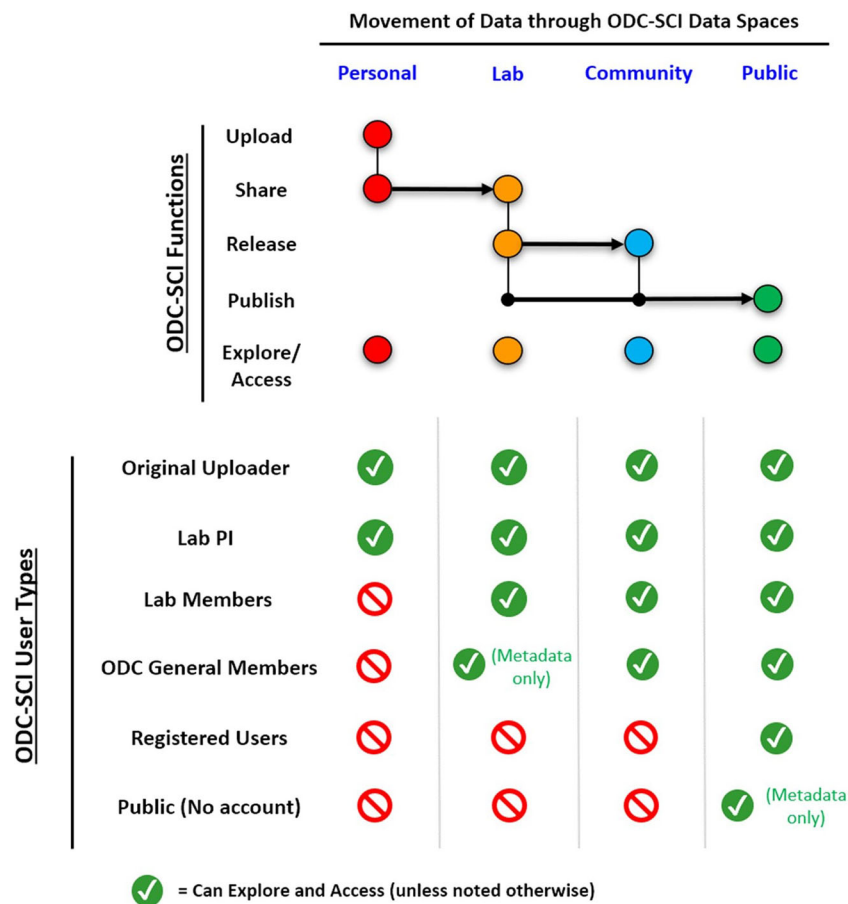 Movement of Data through ODC-SCI Data Spaces
Personal Lab Community Public
ODC-SCI Functions
Upload
Share
Release
Publish
Explore/
Access
ODC-SCI User Types
Original Uploader
Lab PI
Lab Members
ODC General Members
(Metadata
only)
Registered Users
Public (No account)
(Metadata
only)
= Can Explore and Access (unless noted otherwise)